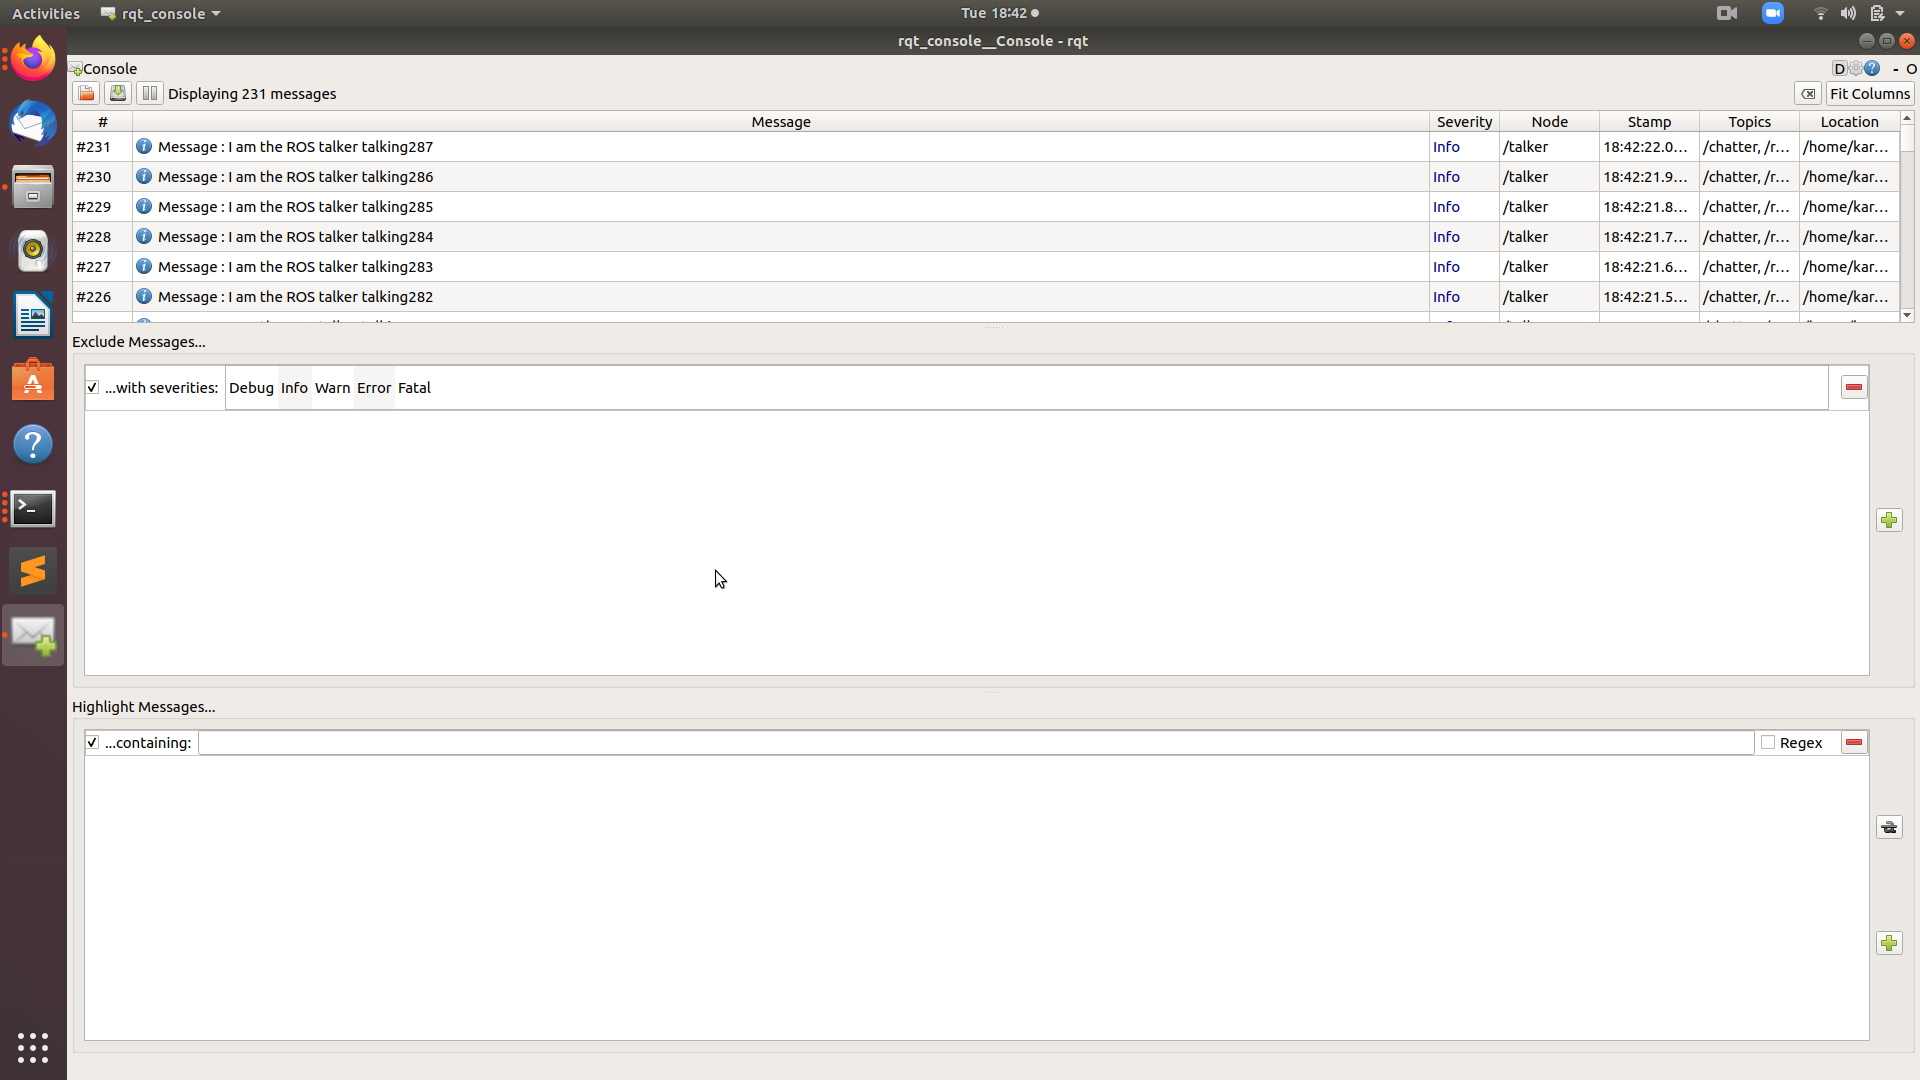 Activities rqt_console Tue 18:42
rqt_console__Console - rqt
Console D - O
Displaying 231 messages Fit Columns
# Message Severity Node Stamp Topics Location
#231 Message : I am the ROS talker talking287 Info /talker 18:42:22.0... /chatter, /r... /home/kar...
#230 Message : I am the ROS talker talking286 Info /talker 18:42:21.9... /chatter, /r... /home/kar...
#229 Message : I am the ROS talker talking285 Info /talker 18:42:21.8... /chatter, /r... /home/kar...
#228 Message : I am the ROS talker talking284 Info /talker 18:42:21.7... /chatter, /r... /home/kar...
#227 Message : I am the ROS talker talking283 Info /talker 18:42:21.6... /chatter, /r... /home/kar...
#226 Message : I am the ROS talker talking282 Info /talker 18:42:21.5... /chatter, /r... /home/kar...
Exclude Messages...
...with severities: Debug Info Warn Error Fatal
Highlight Messages...
...containing: Regex